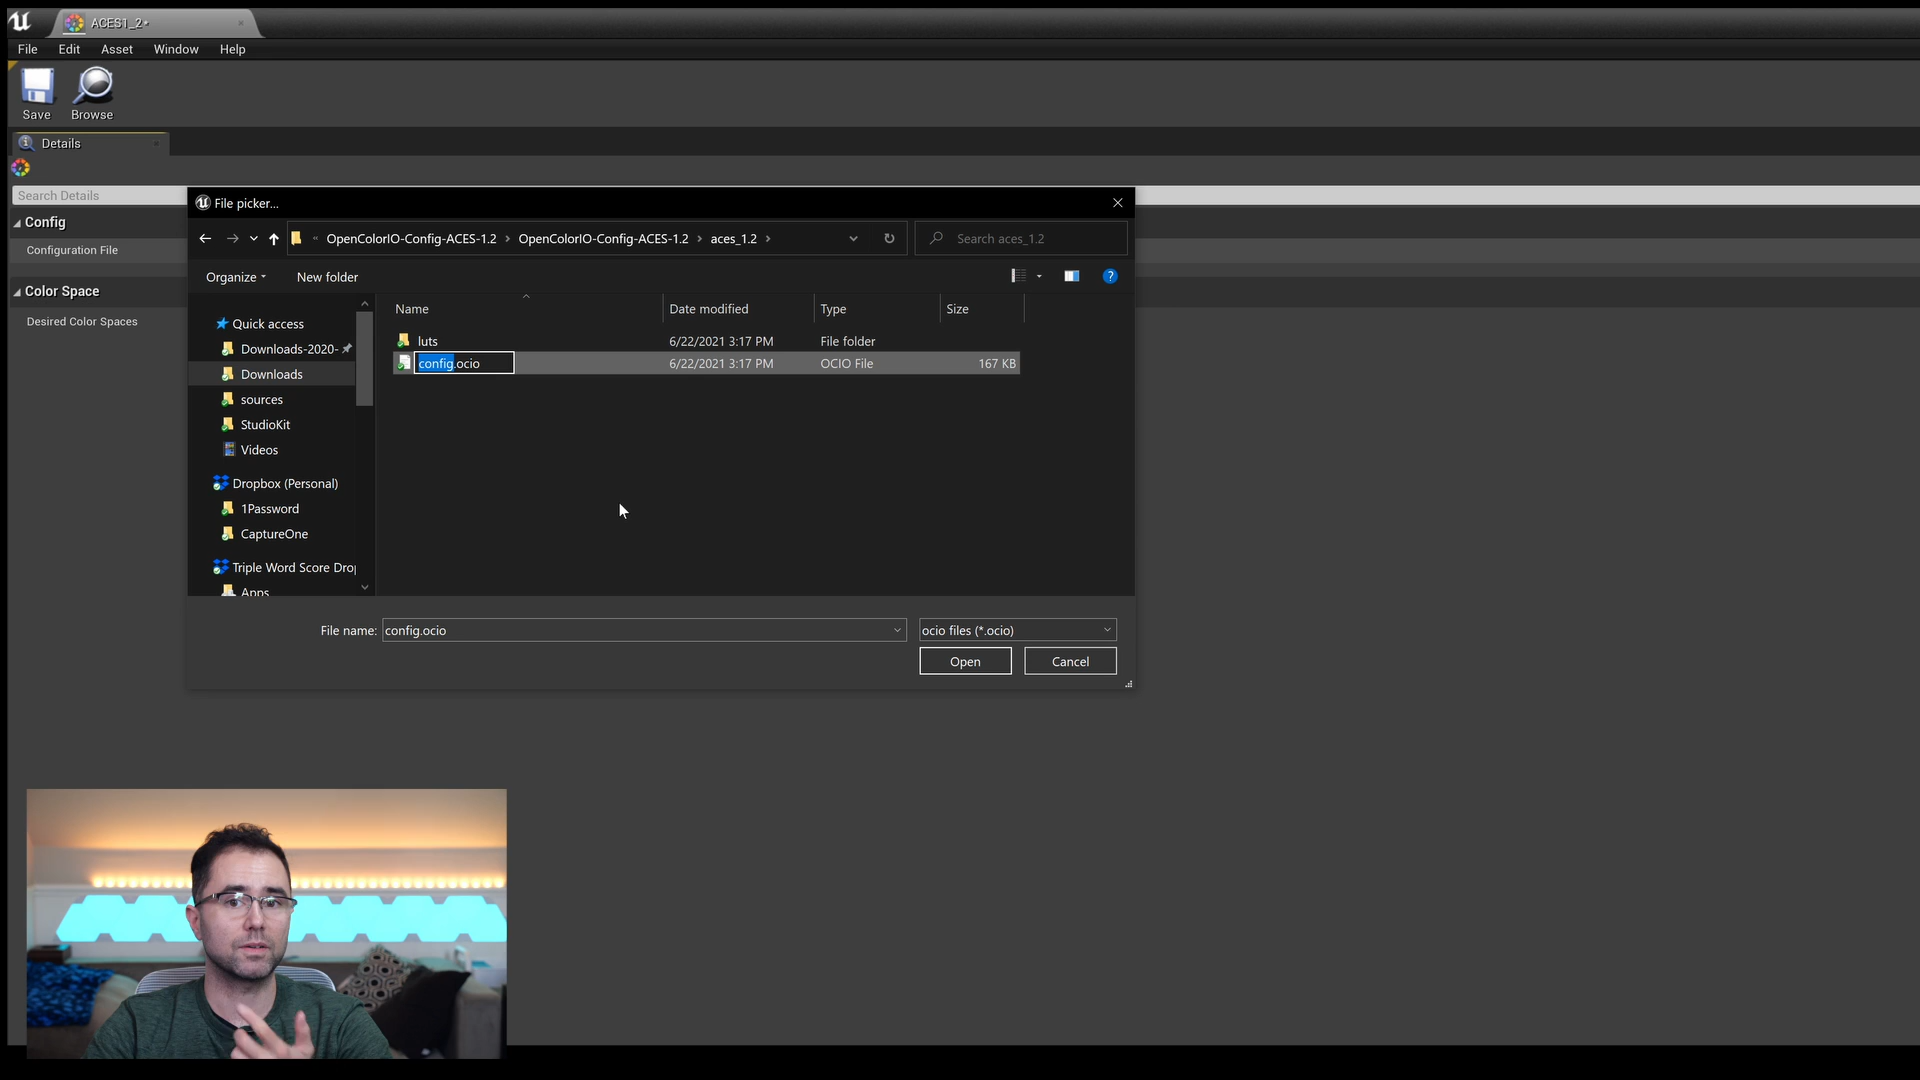 ACES1_2*
File Edit Asset Window Help
Save Browse
Details
Search Details
Config
Configuration File
Color Space
Desired Color Spaces
File picker...
« OpenColorIO-Config-ACES-1.2 > OpenColorIO-Config-ACES-1.2 > aces_1.2 >
Search aces_1.2
Organize New folder
?
Name Date modified Type Size
luts 6/22/2021 3:17 PM File folder
config.ocio 6/22/2021 3:17 PM OCIO File 167 KB
Quick access
Downloads-2020-
Downloads
sources
StudioKit
Videos
Dropbox (Personal)
1Password
CaptureOne
Triple Word Score Dro
Apps
File name: config.ocio
ocio files (*.ocio)
Open Cancel